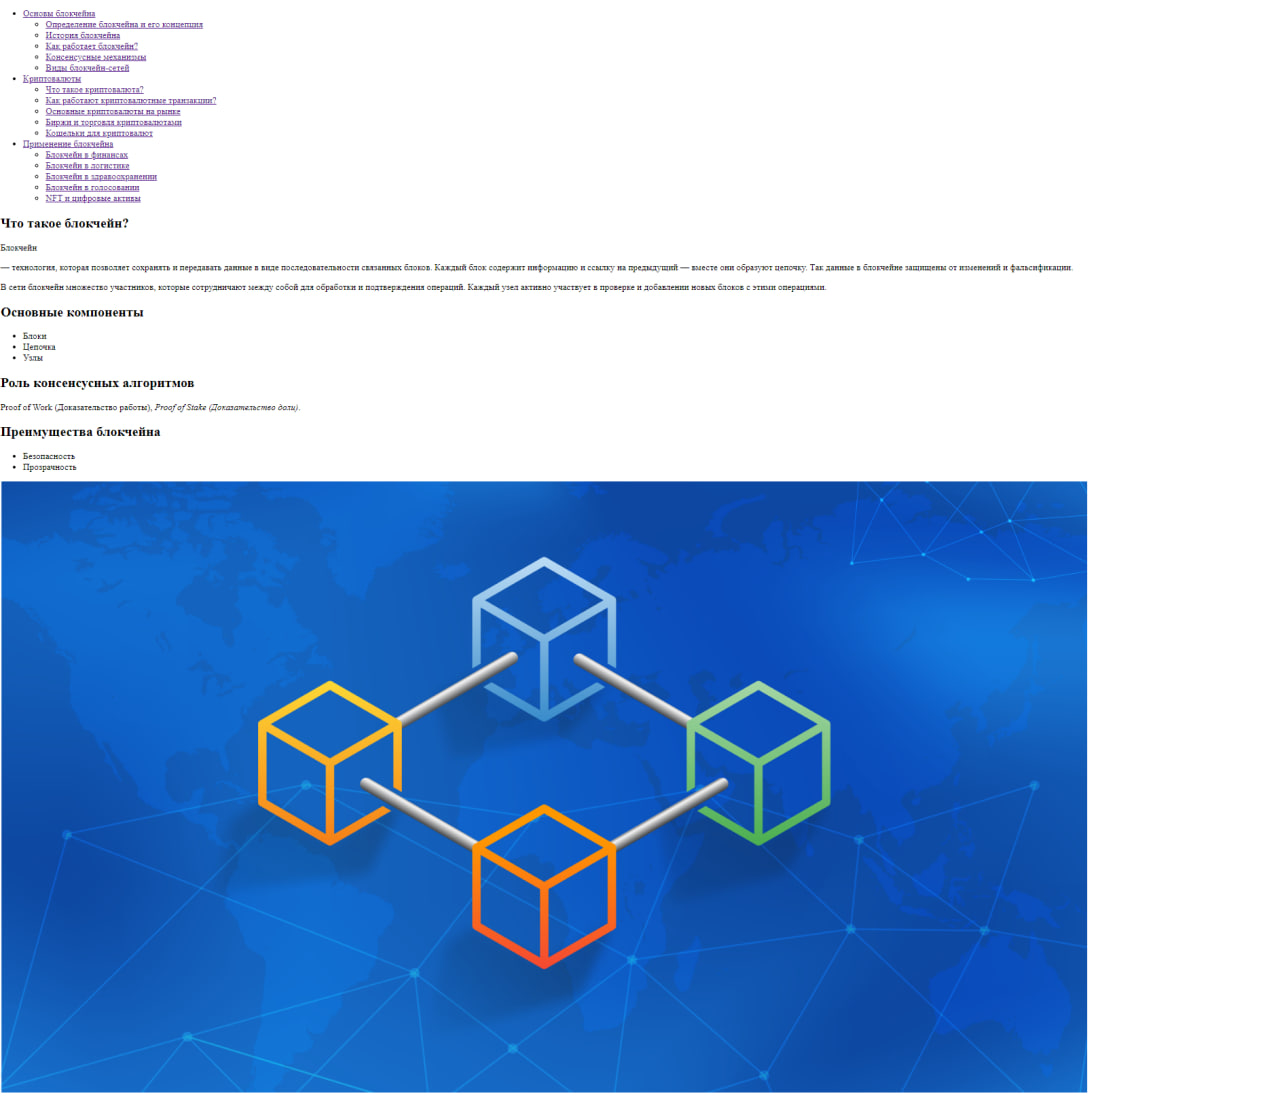 Основы блокчейна
Определение блокчейна и его концепция
История блокчейна
Как работает блокчейн?
Консенсусные механизмы
Виды блокчейн-сетей
Криптовалюты
Что такое криптовалюта?
Как работают криптовалютные транзакции?
Основные криптовалюты на рынке
Биржи и торговля криптовалютами
Кошельки для криптовалют
Применение блокчейна
Блокчейн в финансах
Блокчейн в логистике
Блокчейн в здравоохранении
Блокчейн в голосовании
NFT и цифровые активы
Что такое блокчейн?
Блокчейн
— технология, которая позволяет сохранять и передавать данные в виде последовательности связанных блоков. Каждый блок содержит информацию и ссылку на предыдущий — вместе они образуют цепочку. Так данные в блокчейне защищены от изменений и фальсификации.
В сети блокчейн множество участников, которые сотрудничают между собой для обработки и подтверждения операций. Каждый узел активно участвует в проверке и добавлении новых блоков с этими операциями.
Основные компоненты
Блоки
Цепочка
Узлы
Роль консенсусных алгоритмов
Proof of Work (Доказательство работы), Proof of Stake (Доказательство доли).
Преимущества блокчейна
Безопасность
Прозрачность